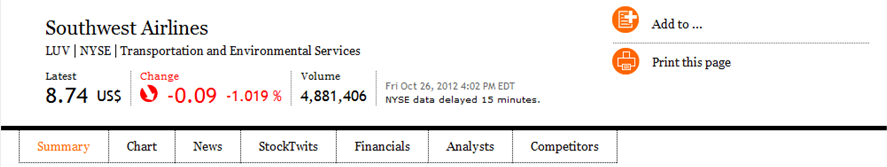 Southwest Airlines
LUV | NYSE | Transportation and Environmental Services
Latest Change Volume
8.74 US$ -0.09 -1.019 % 4,881,406
Fri Oct 26, 2012 4:02 PM EDT
NYSE data delayed 15 minutes.
Add to ...
Print this page
Summary Chart News StockTwits Financials Analysts Competitors